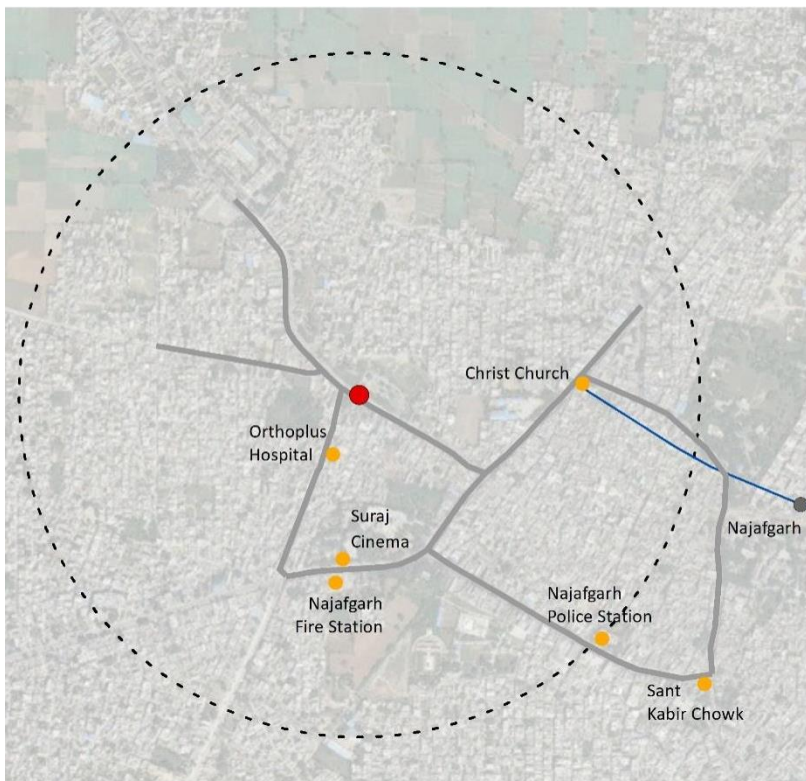 Christ Church
Orthoplus
Hospital
Suraj
Cinema
Najafgarh
Najafgarh
Fire Station
Najafgarh
Police Station
Sant
Kabir Chowk